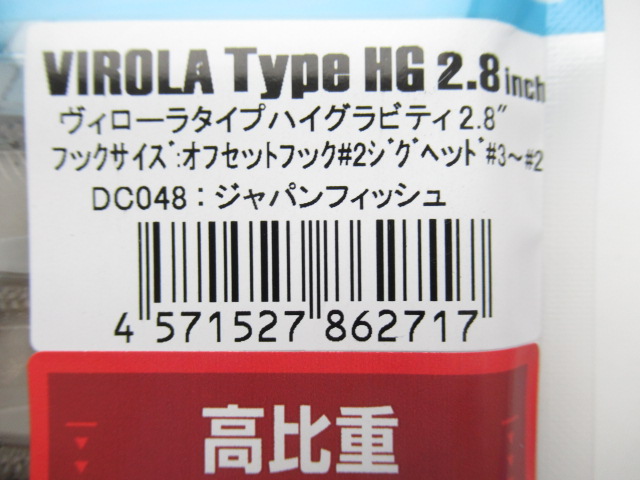 VIROLA Type HG 2.8inch
ヴィローラタイプハイグラビティ2.8"
フックサイズ:オフセットフック#2ジグヘッド#3～#2
DC048：ジャパンフィッシュ
4 571527 862717
高比重